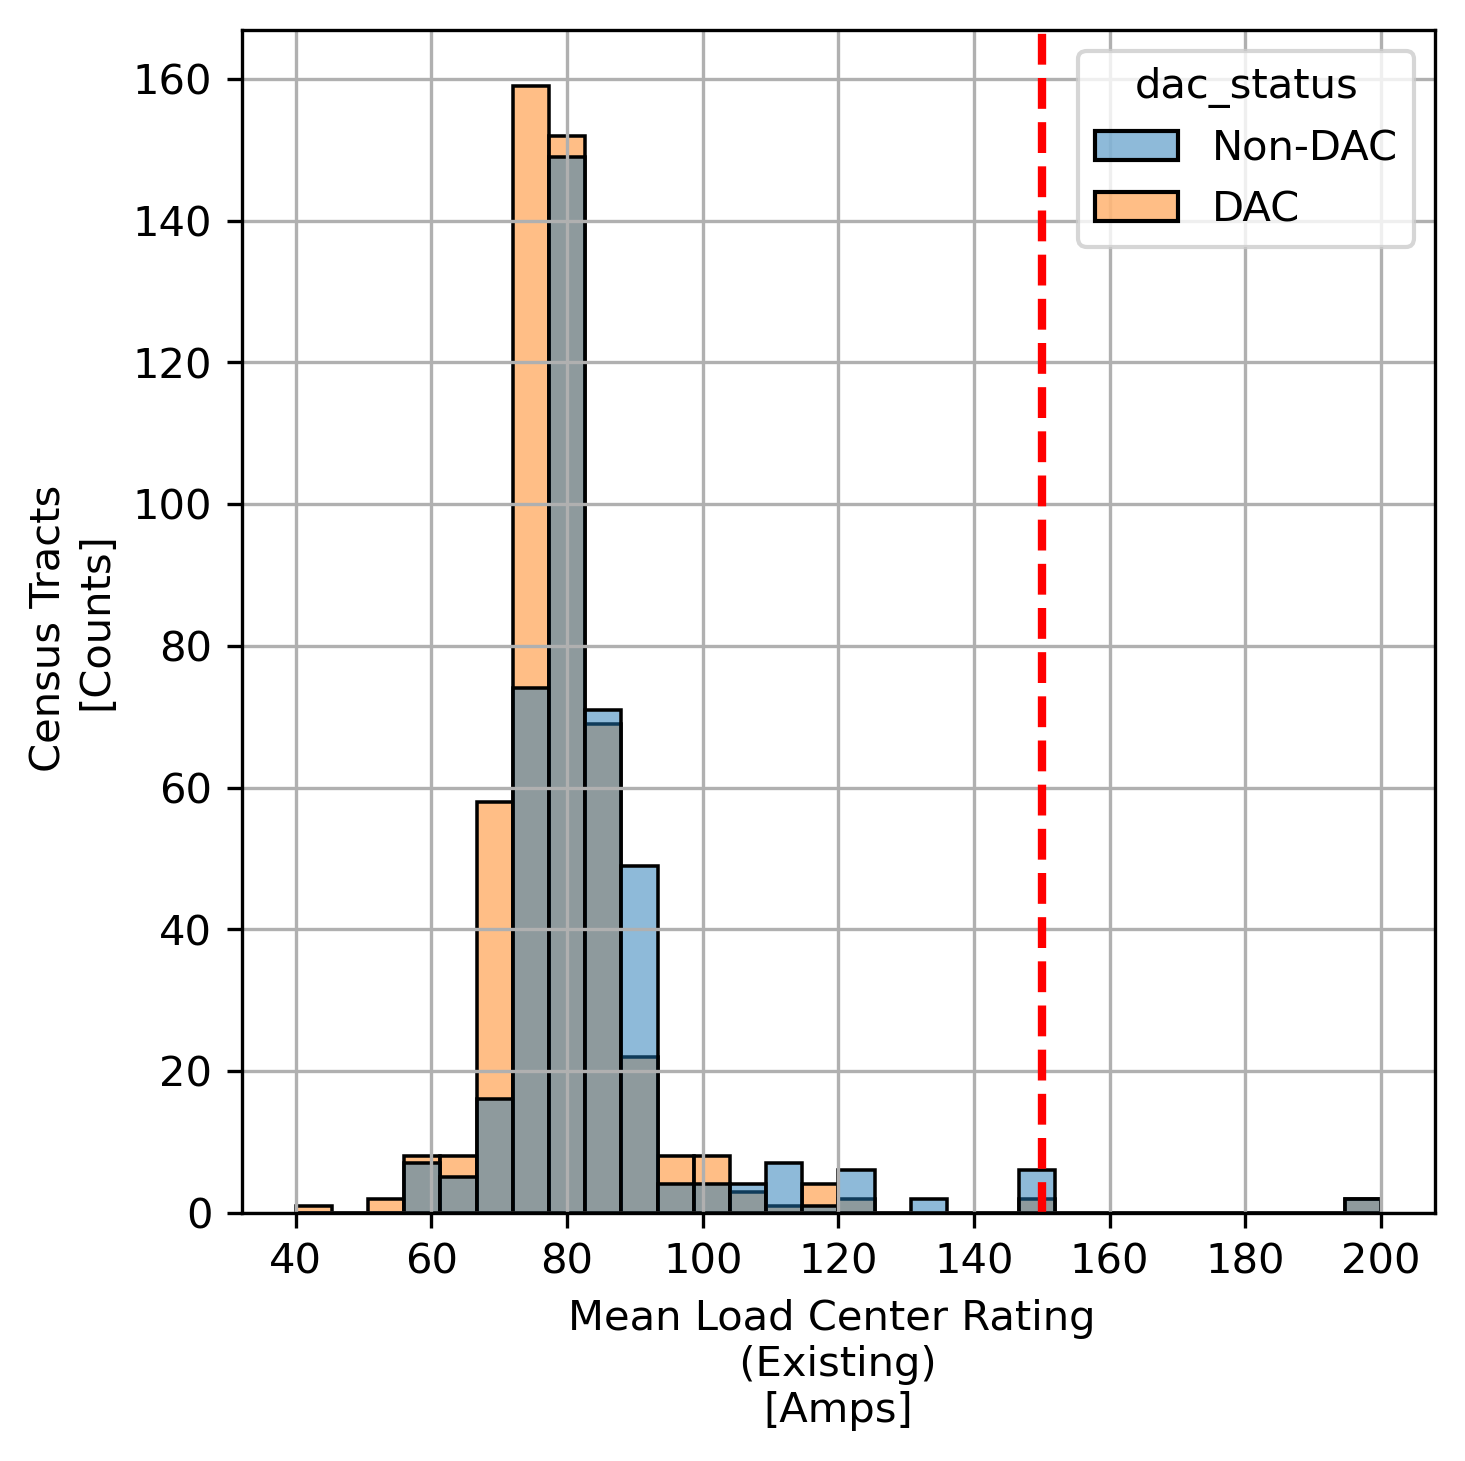 160
140
120
100
80
60
40
20
0
Census Tracts
[Counts]
dac_status
Non-DAC
DAC
40 60 80 100 120 140 160 180 200
Mean Load Center Rating
(Existing)
[Amps]